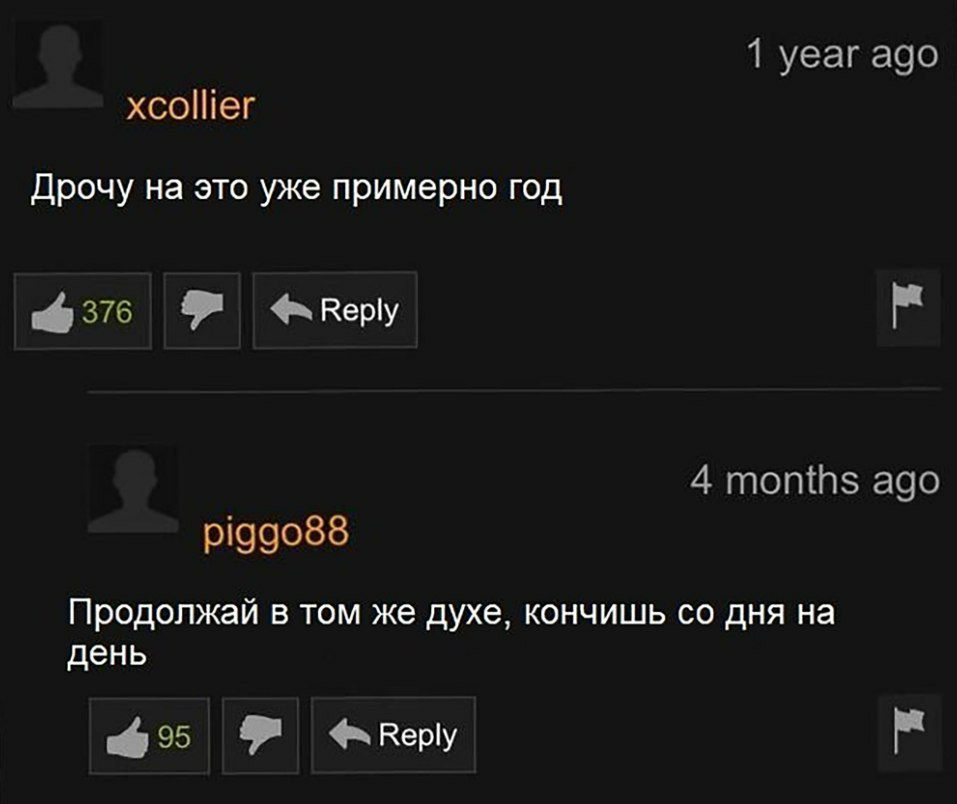 1 year ago
xcollier
Дрочу на это уже примерно год
376
Reply
4 months ago
piggo88
Продолжай в том же духе, кончишь со дня на
день
95
Reply